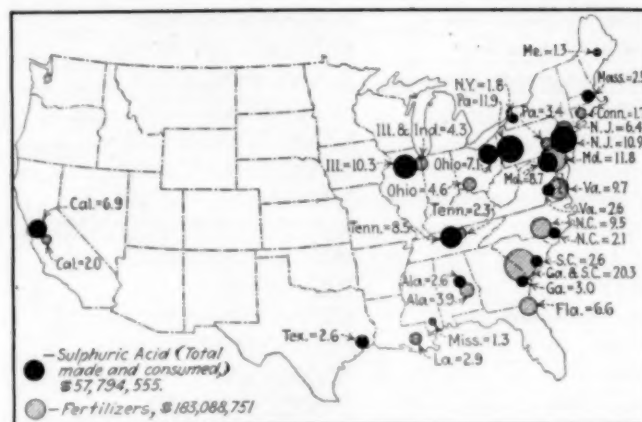 Me.=1.3
Mass.=2.5
N.Y.=1.8
Pa=11.9
Pa=3.4
Conn.=1.7
N.J.=6.4
N.J.=10.9
Ill. & Ind.=4.3
Ill.=10.3
Ohio=7.1
Md.=11.8
Md.=8.7
Ohio=4.6
Va.=9.7
Va.=2.6
Tenn.=2.3
Tenn.=8.5
N.C.=9.5
N.C.=2.1
Cal.=6.9
Cal.=2.0
S.C.=2.6
Ga. & S.C.=20.3
Ga.=3.0
Ala=2.6
Ala=3.9
Fla.=6.6
Tex.=2.6
Miss.=1.3
La.=2.9
—Sulphuric Acid (Total
made and consumed,)
$57,794,555.
—Fertilizers, $183,088,751